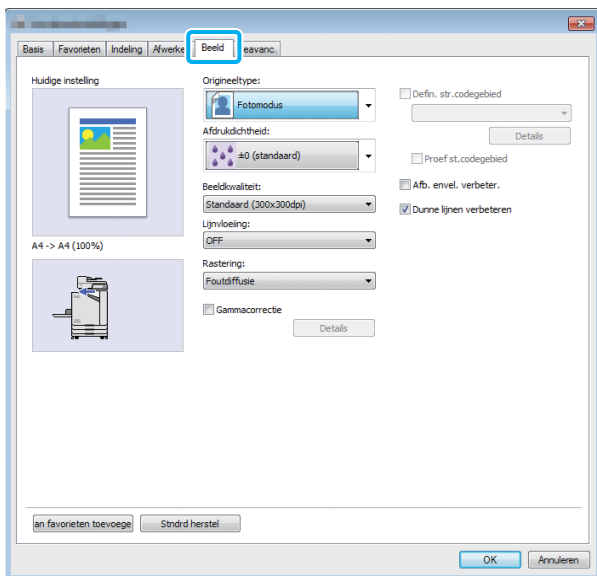 Basis Favorieten Indeling Afwerke Beeld eavanc.
Huidige instelling
A4 -> A4 (100%)
Origineeltype:
Fotomodus
Afdrukdichtheid:
±0 (standaard)
Beeldkwaliteit:
Standaard (300x300dpi)
Lijnvloeiing:
OFF
Rastering:
Foutdiffusie
Gammacorrectie
Details
Defin. str.codegebied
Details
Proef st.codegebied
Afb. envel. verbeter.
Dunne lijnen verbeteren
an favorieten toevoege Stndrd herstel
OK Annuleren